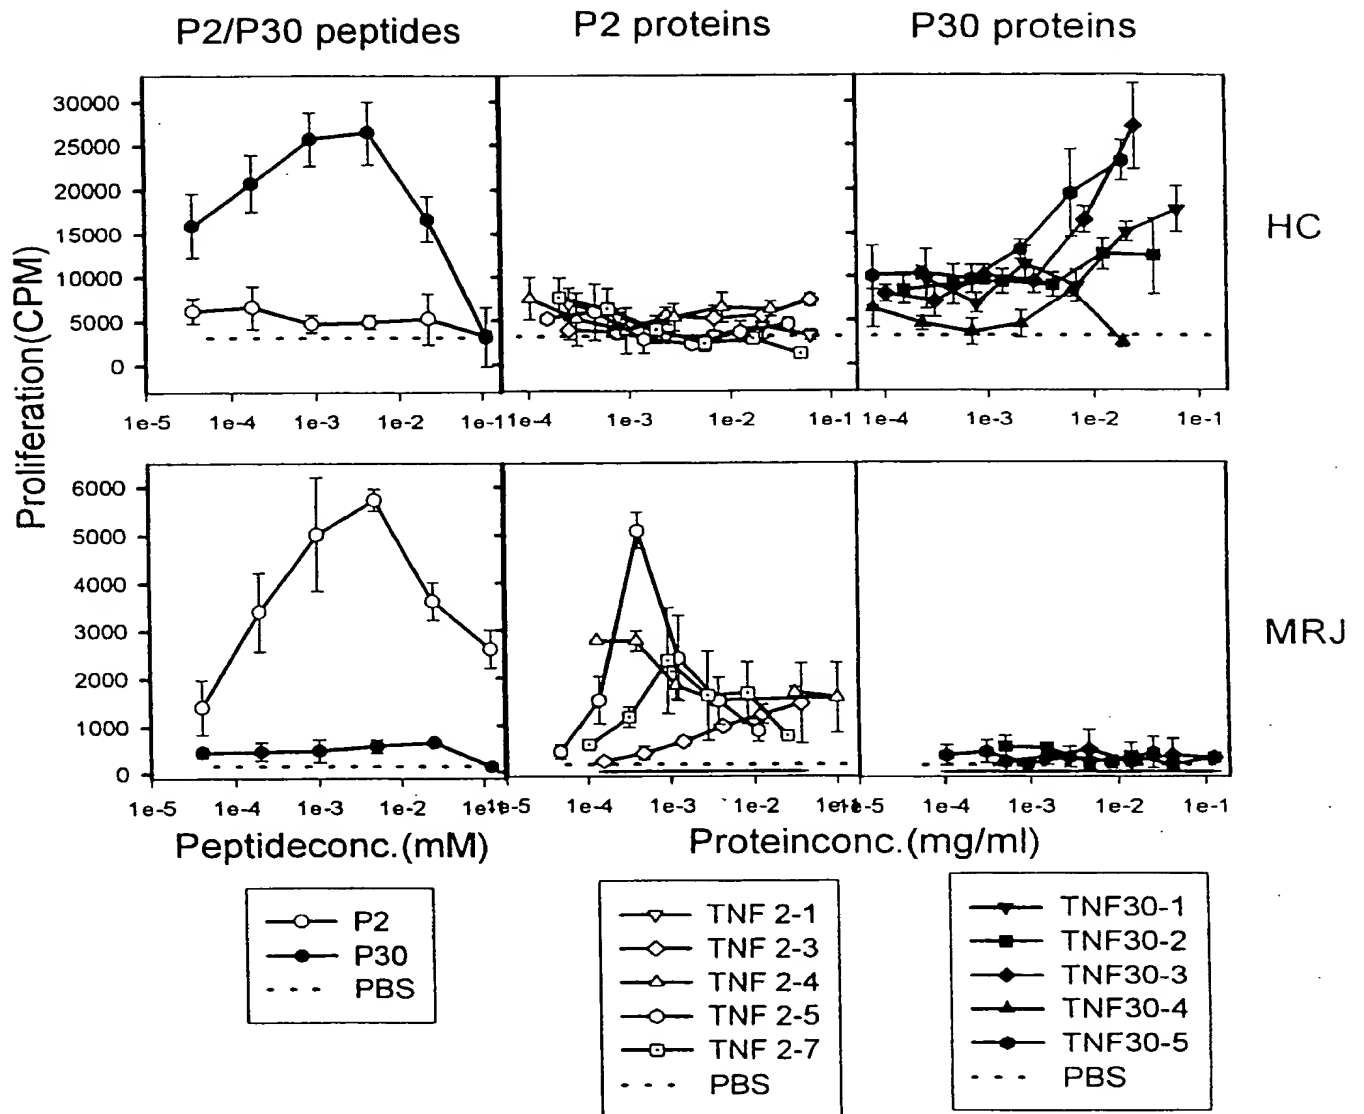 P2/P30 peptides P2 proteins P30 proteins
30000
25000
20000
15000
10000
5000
0
HC
1e-5 1e-4 1e-3 1e-2 1e-1 1e-4 1e-3 1e-2 1e-1 1e-4 1e-3 1e-2 1e-1
Proliferation(CPM)
6000
5000
4000
3000
2000
1000
0
MRJ
1e-5 1e-4 1e-3 1e-2 1e-5 1e-4 1e-3 1e-2 1e-5 1e-4 1e-3 1e-2 1e-1
Peptideconc.(mM) Proteinconc.(mg/ml)
P2
P30
PBS
TNF 2-1
TNF 2-3
TNF 2-4
TNF 2-5
TNF 2-7
PBS
TNF30-1
TNF30-2
TNF30-3
TNF30-4
TNF30-5
PBS